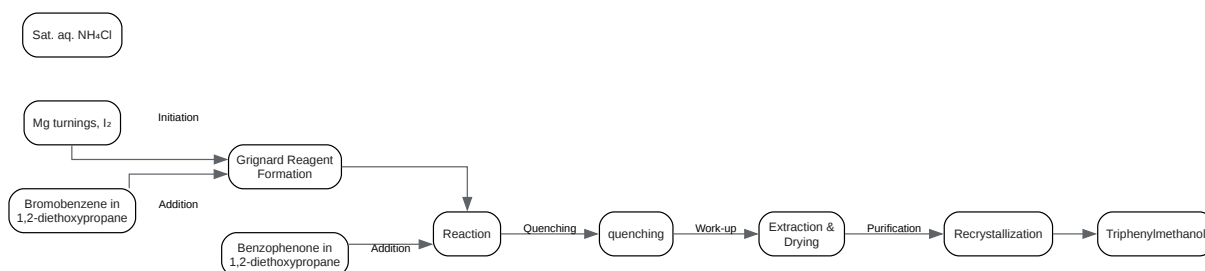 Sat. aq. NH₄Cl
Mg turnings, I₂
Initiation
Grignard Reagent
Formation
Bromobenzene in
1,2-diethoxypropane
Addition
Benzophenone in
1,2-diethoxypropane
Addition
Reaction
Quenching
quenching
Work-up
Extraction &
Drying
Purification
Recrystallization
Triphenylmethanol